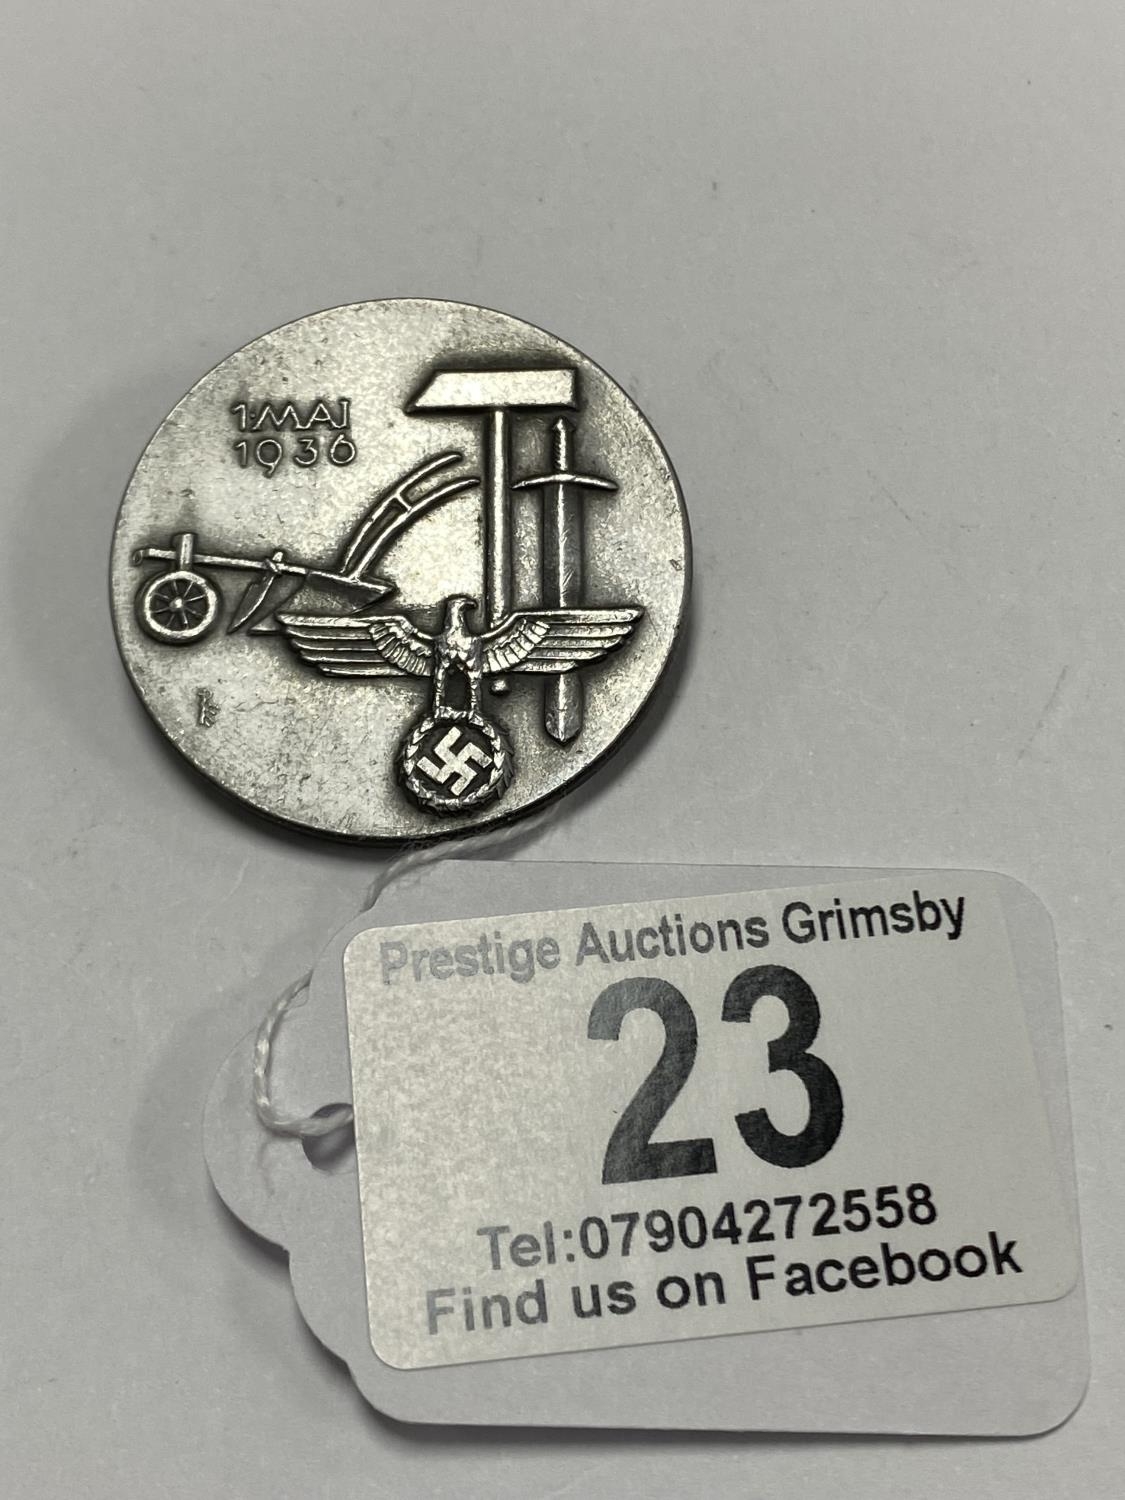 1·MAI
1936
Prestige Auctions Grimsby
23
Tel:07904272558
Find us on Facebook